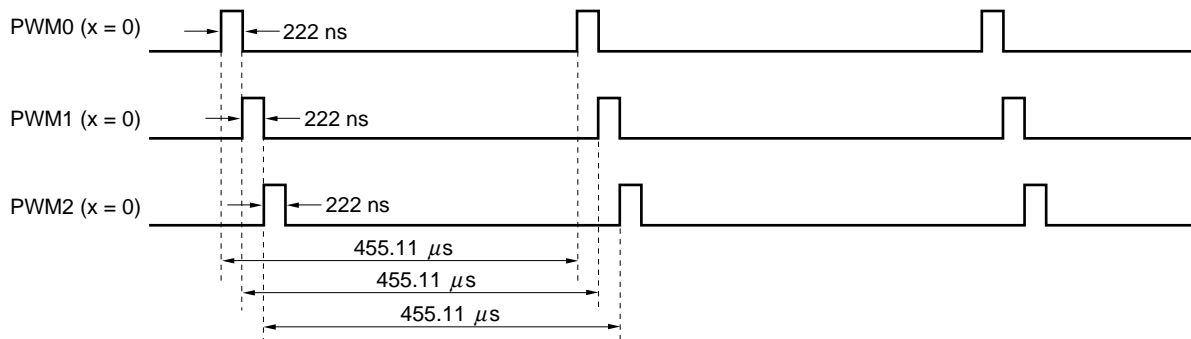 PWM0 (x = 0)
222 ns
PWM1 (x = 0)
222 ns
PWM2 (x = 0)
222 ns
455.11 μs
455.11 μs
455.11 μs